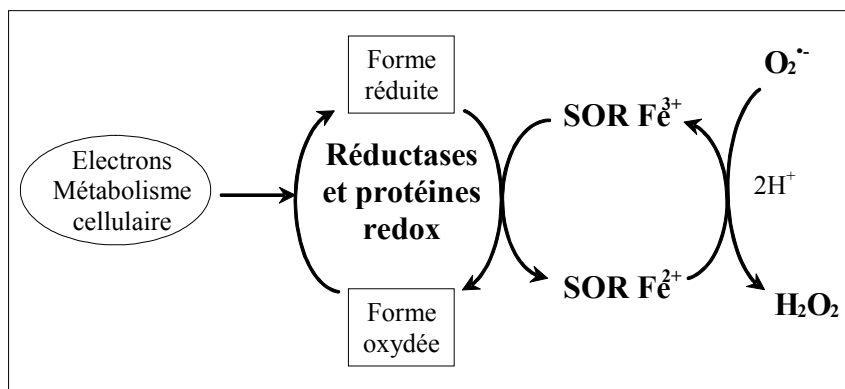 Electrons
Métabolisme
cellulaire
Forme
réduite
Réductases
et protéines
redox
Forme
oxydée
SOR Fe³⁺
SOR Fe²⁺
O₂•⁻
2H⁺
H₂O₂